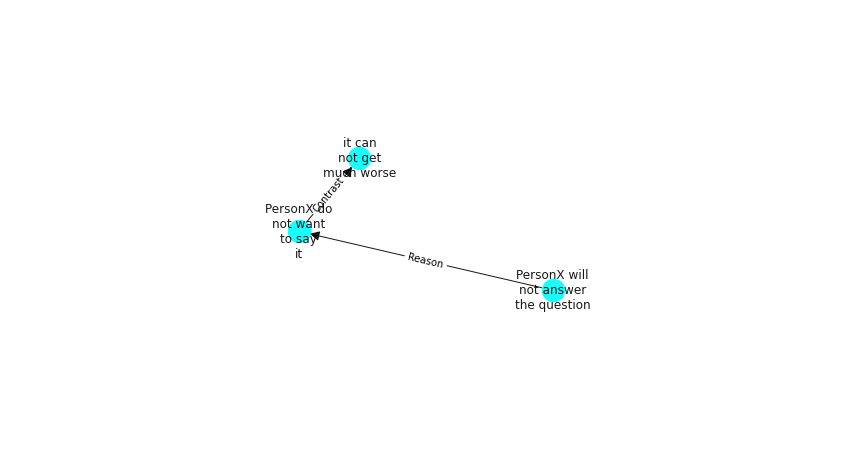 it can
not get
much worse
Contrast
PersonX do
not want
to say
it
Reason
PersonX will
not answer
the question